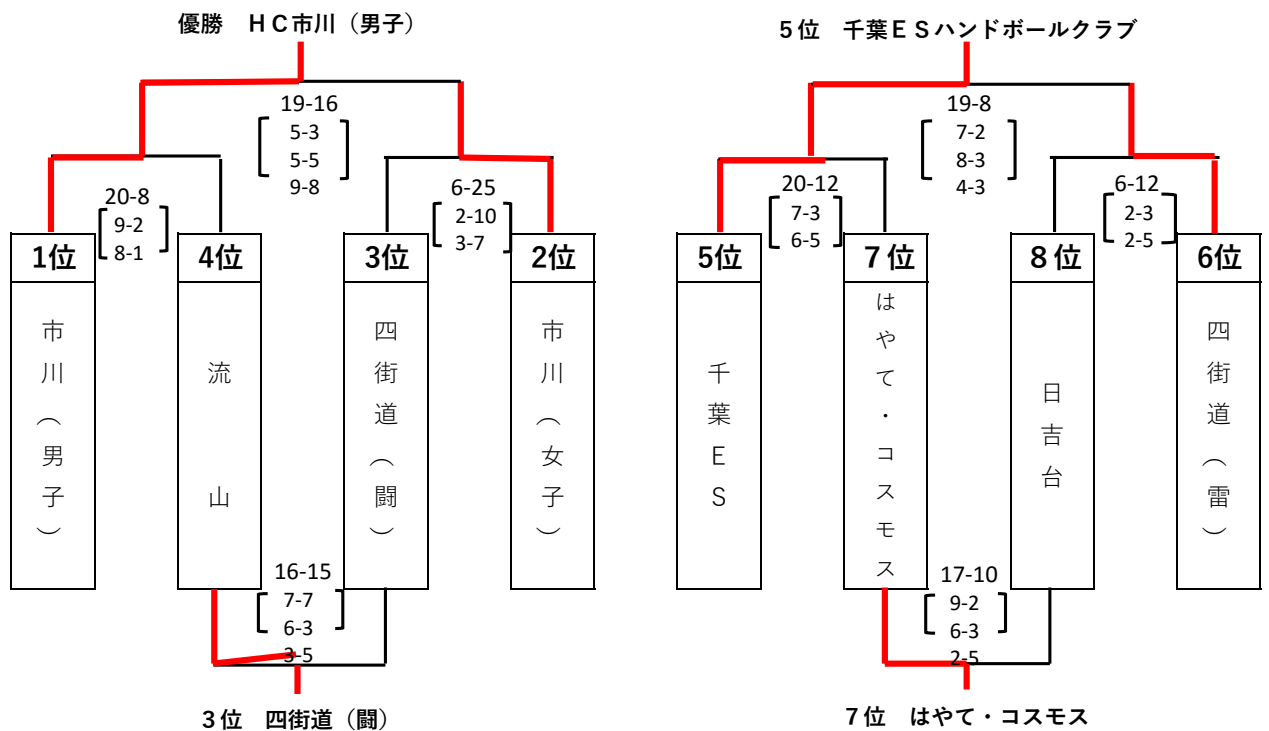 優勝　ＨＣ市川（男子）
19-16
5-3
5-5
9-8
20-8
9-2
8-1
6-25
2-10
3-7
1位
4位
3位
2位
市川（男子）
流山
四街道（闘）
市川（女子）
16-15
7-7
6-3
3-5
３位　四街道（闘）
５位　千葉ＥＳハンドボールクラブ
19-8
7-2
8-3
4-3
20-12
7-3
6-5
6-12
2-3
2-5
5位
７位
８位
6位
千葉ＥＳ
はやて・コスモス
日吉台
四街道（雷）
17-10
9-2
6-3
2-5
７位　はやて・コスモス